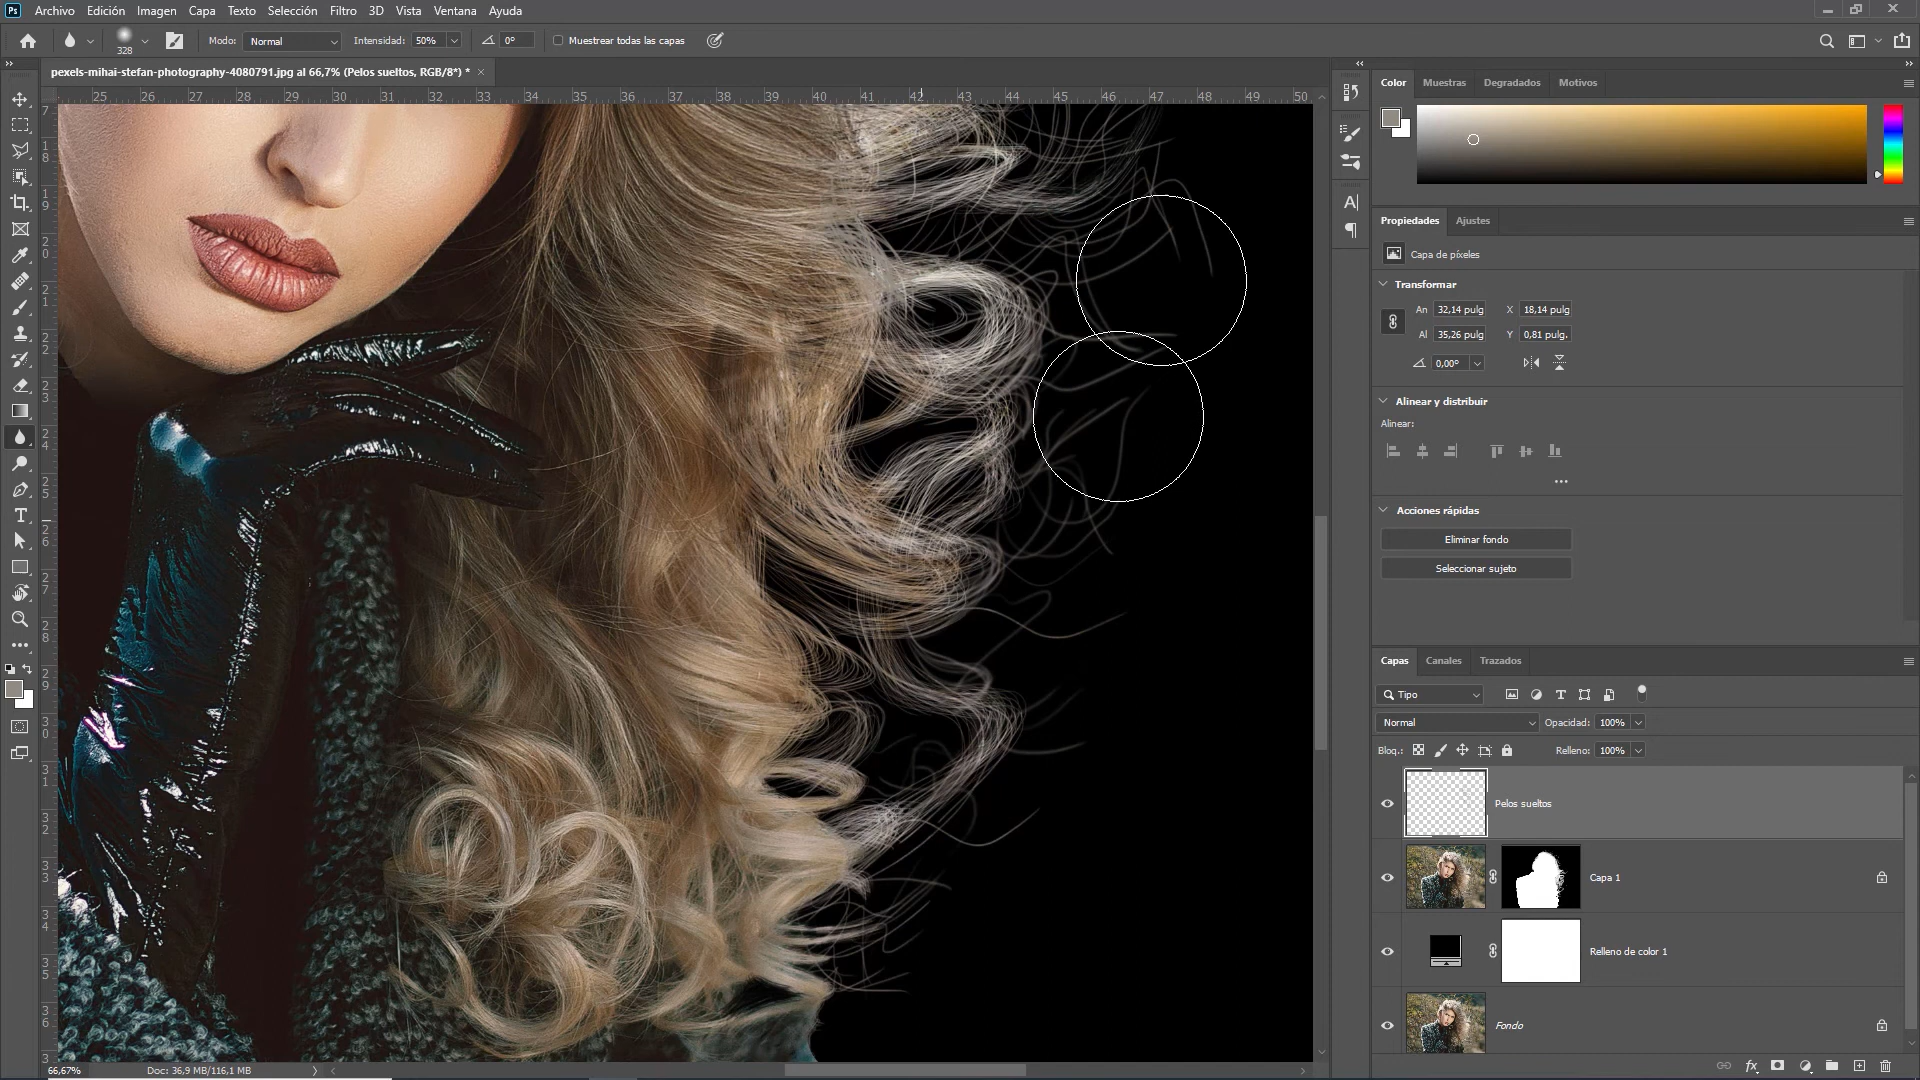 Ps Archivo Edición Imagen Capa Texto Selección Filtro 3D Vista Ventana Ayuda
328 Modo: Normal Intensidad: 50% 0° Muestrear todas las capas
pexels-mihai-stefan-photography-4080791.jpg al 66,7% (Pelos sueltos, RGB/8*) * ×
25 26 27 28 29 30 31 32 33 34 35 36 37 38 39 40 41 42 43 44 45 46 47 48 49 50
Color Muestras Degradados Motivos
Propiedades Ajustes
Capa de píxeles
Transformar
An 32,14 pulg X 18,14 pulg
Al 35,26 pulg Y 0,81 pulg.
0,00°
Alinear y distribuir
Alinear:
Acciones rápidas
Eliminar fondo
Seleccionar sujeto
Capas Canales Trazados
Tipo
Normal Opacidad: 100%
Bloq.: Relleno: 100%
Pelos sueltos
Capa 1
Relleno de color 1
Fondo
66,67% Doc: 36,9 MB/116,1 MB